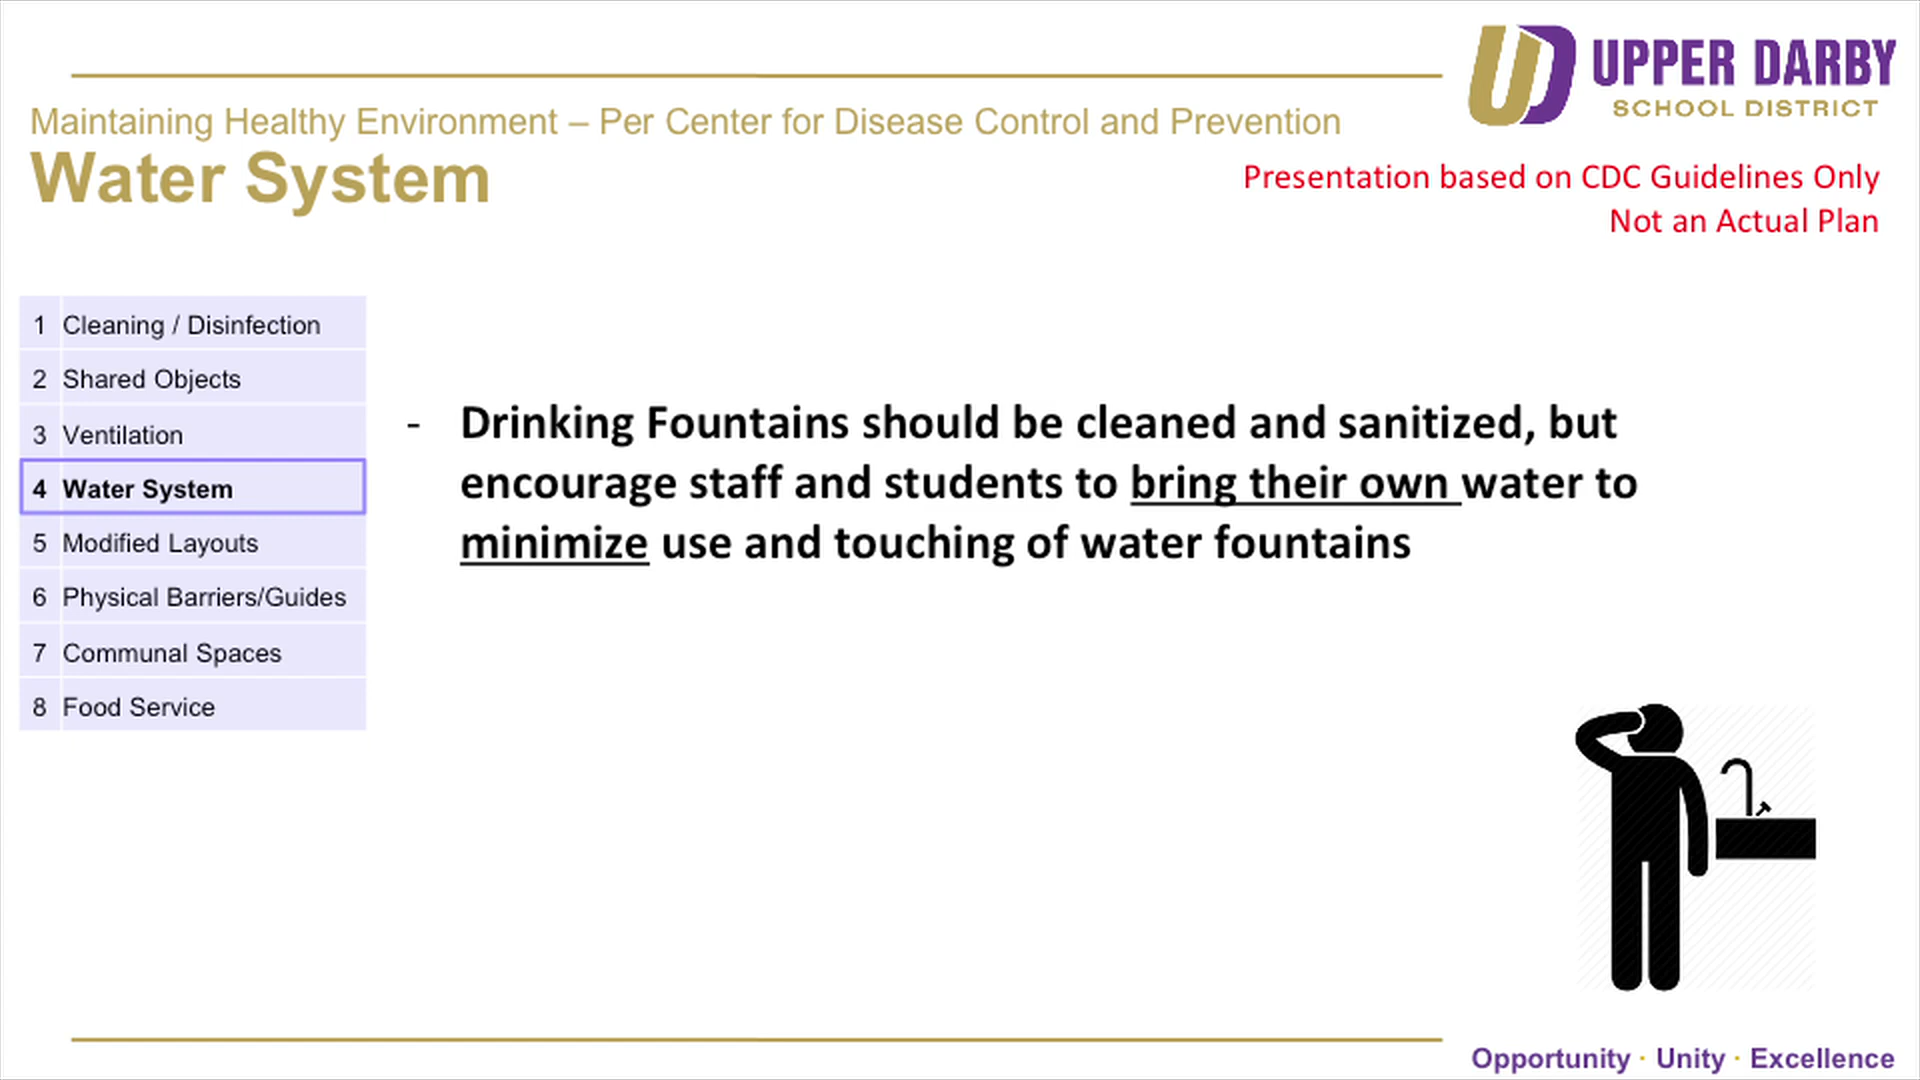 UPPER DARBY
SCHOOL DISTRICT
Maintaining Healthy Environment – Per Center for Disease Control and Prevention
Water System
Presentation based on CDC Guidelines Only
Not an Actual Plan
1 Cleaning / Disinfection
2 Shared Objects
3 Ventilation
4 Water System
5 Modified Layouts
6 Physical Barriers/Guides
7 Communal Spaces
8 Food Service
- Drinking Fountains should be cleaned and sanitized, but
encourage staff and students to bring their own water to
minimize use and touching of water fountains
Opportunity · Unity · Excellence